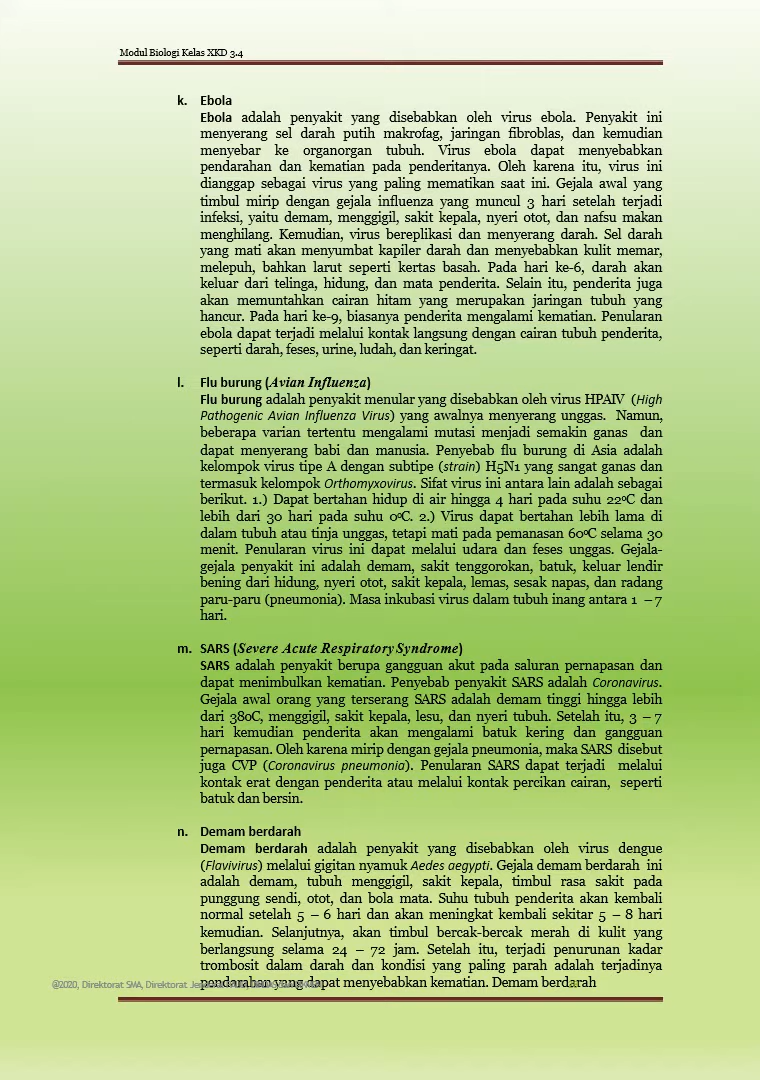 Modul Biologi Kelas XKD 3.4
k. Ebola
Ebola adalah penyakit yang disebabkan oleh virus ebola. Penyakit ini
menyerang sel darah putih makrofag, jaringan fibroblas, dan kemudian
menyebar ke organorgan tubuh. Virus ebola dapat menyebabkan
pendarahan dan kematian pada penderitanya. Oleh karena itu, virus ini
dianggap sebagai virus yang paling mematikan saat ini. Gejala awal yang
timbul mirip dengan gejala influenza yang muncul 3 hari setelah terjadi
infeksi, yaitu demam, menggigil, sakit kepala, nyeri otot, dan nafsu makan
menghilang. Kemudian, virus bereplikasi dan menyerang darah. Sel darah
yang mati akan menyumbat kapiler darah dan menyebabkan kulit memar,
melepuh, bahkan larut seperti kertas basah. Pada hari ke-6, darah akan
keluar dari telinga, hidung, dan mata penderita. Selain itu, penderita juga
akan memuntahkan cairan hitam yang merupakan jaringan tubuh yang
hancur. Pada hari ke-9, biasanya penderita mengalami kematian. Penularan
ebola dapat terjadi melalui kontak langsung dengan cairan tubuh penderita,
seperti darah, feses, urine, ludah, dan keringat.
l. Flu burung (Avian Influenza)
Flu burung adalah penyakit menular yang disebabkan oleh virus HPAIV (High
Pathogenic Avian Influenza Virus) yang awalnya menyerang unggas. Namun,
beberapa varian tertentu mengalami mutasi menjadi semakin ganas dan
dapat menyerang babi dan manusia. Penyebab flu burung di Asia adalah
kelompok virus tipe A dengan subtipe (strain) H5N1 yang sangat ganas dan
termasuk kelompok Orthomyxovirus. Sifat virus ini antara lain adalah sebagai
berikut. 1.) Dapat bertahan hidup di air hingga 4 hari pada suhu 22ºC dan
lebih dari 30 hari pada suhu 0ºC. 2.) Virus dapat bertahan lebih lama di
dalam tubuh atau tinja unggas, tetapi mati pada pemanasan 60ºC selama 30
menit. Penularan virus ini dapat melalui udara dan feses unggas. Gejala-
gejala penyakit ini adalah demam, sakit tenggorokan, batuk, keluar lendir
bening dari hidung, nyeri otot, sakit kepala, lemas, sesak napas, dan radang
paru-paru (pneumonia). Masa inkubasi virus dalam tubuh inang antara 1 – 7
hari.
m. SARS (Severe Acute Respiratory Syndrome)
SARS adalah penyakit berupa gangguan akut pada saluran pernapasan dan
dapat menimbulkan kematian. Penyebab penyakit SARS adalah Coronavirus.
Gejala awal orang yang terserang SARS adalah demam tinggi hingga lebih
dari 38oC, menggigil, sakit kepala, lesu, dan nyeri tubuh. Setelah itu, 3 – 7
hari kemudian penderita akan mengalami batuk kering dan gangguan
pernapasan. Oleh karena mirip dengan gejala pneumonia, maka SARS disebut
juga CVP (Coronavirus pneumonia). Penularan SARS dapat terjadi melalui
kontak erat dengan penderita atau melalui kontak percikan cairan, seperti
batuk dan bersin.
n. Demam berdarah
Demam berdarah adalah penyakit yang disebabkan oleh virus dengue
(Flavivirus) melalui gigitan nyamuk Aedes aegypti. Gejala demam berdarah ini
adalah demam, tubuh menggigil, sakit kepala, timbul rasa sakit pada
punggung sendi, otot, dan bola mata. Suhu tubuh penderita akan kembali
normal setelah 5 – 6 hari dan akan meningkat kembali sekitar 5 – 8 hari
kemudian. Selanjutnya, akan timbul bercak-bercak merah di kulit yang
berlangsung selama 24 – 72 jam. Setelah itu, terjadi penurunan kadar
trombosit dalam darah dan kondisi yang paling parah adalah terjadinya
pendarahan yang dapat menyebabkan kematian. Demam berdarah
@2020, Direktorat SMA, Direktorat